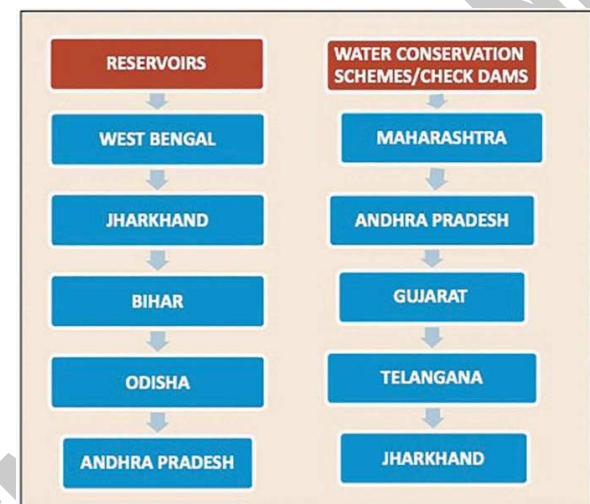 RESERVOIRS
WEST BENGAL
JHARKHAND
BIHAR
ODISHA
ANDHRA PRADESH
WATER CONSERVATION
SCHEMES/CHECK DAMS
MAHARASHTRA
ANDHRA PRADESH
GUJARAT
TELANGANA
JHARKHAND